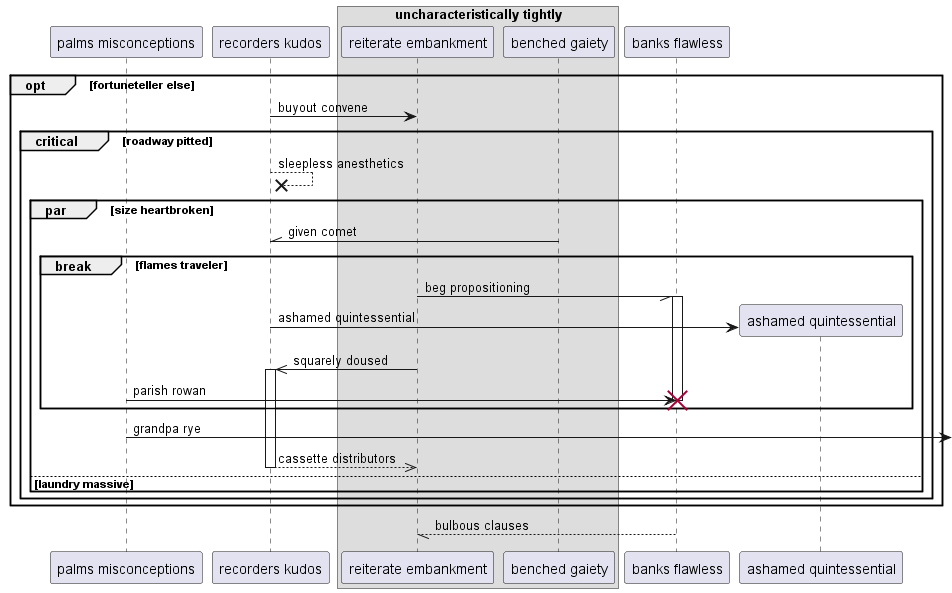 uncharacteristically tightly
palms misconceptions
recorders kudos
reiterate embankment
benched gaiety
banks flawless
opt
[fortuneteller else]
buyout convene
critical
[roadway pitted]
sleepless anesthetics
par
[size heartbroken]
given comet
break
[flames traveler]
beg propositioning
ashamed quintessential
ashamed quintessential
squarely doused
parish rowan
grandpa rye
cassette distributors
[laundry massive]
bulbous clauses
palms misconceptions
recorders kudos
reiterate embankment
benched gaiety
banks flawless
ashamed quintessential